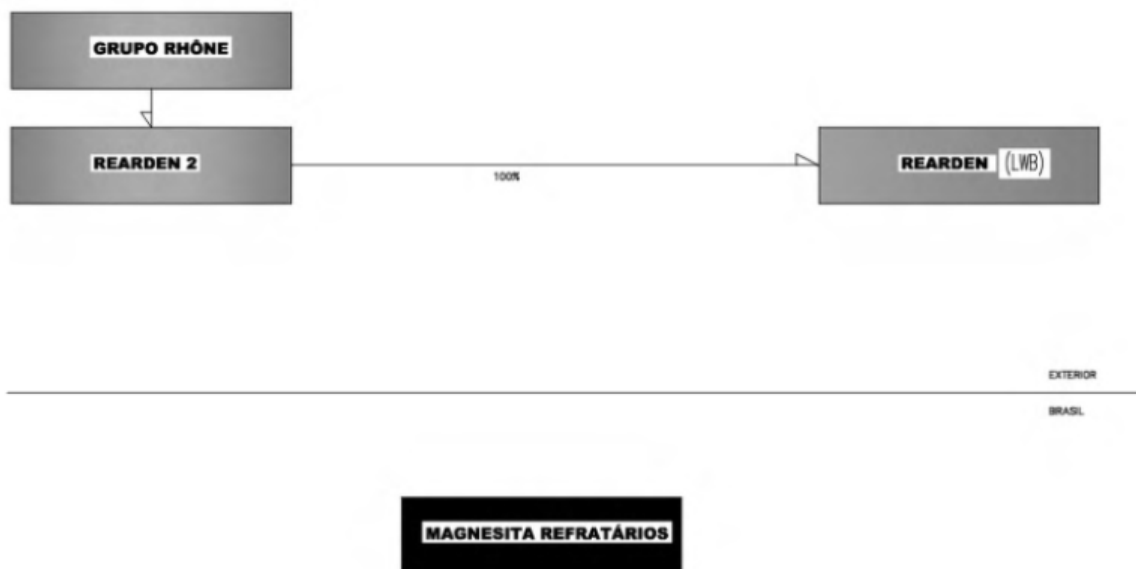 GRUPO RHÔNE
REARDEN 2
100%
REARDEN (LWB)
EXTERIOR
BRASIL
MAGNESITA REFRATÁRIOS